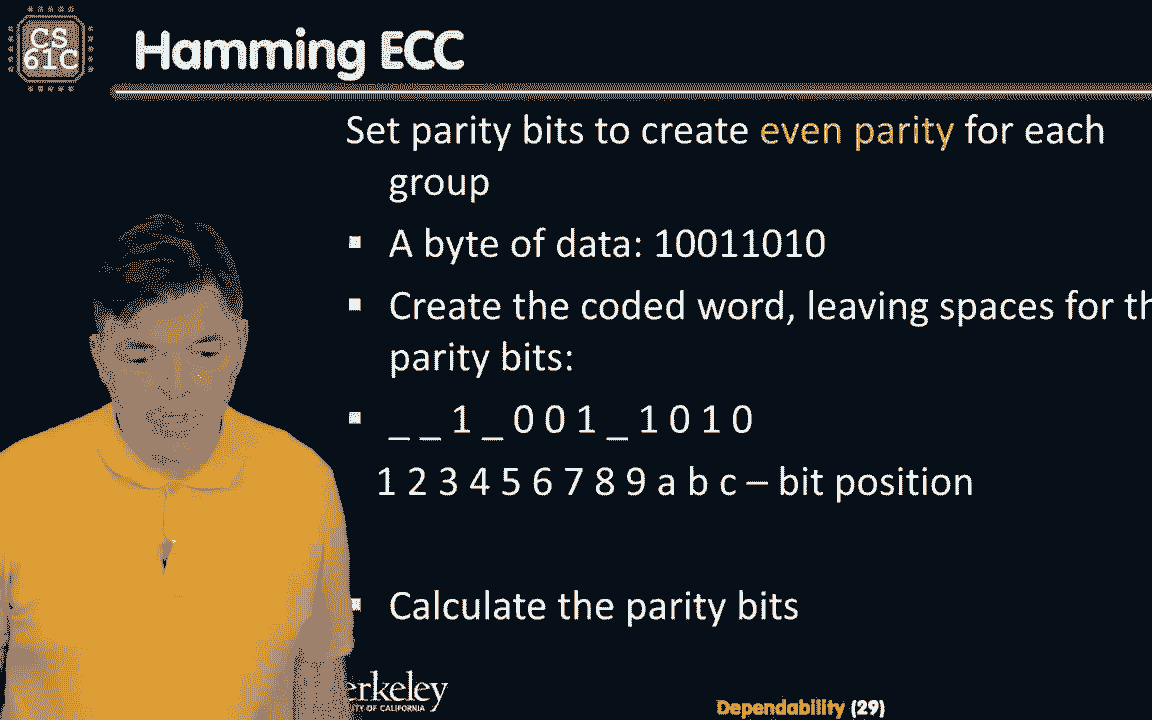 CS
61C
Hamming ECC
Set parity bits to create even parity for each
group
▪ A byte of data: 10011010
▪ Create the coded word, leaving spaces for th
parity bits:
▪ _ _ 1 _ 0 0 1 _ 1 0 1 0
1 2 3 4 5 6 7 8 9 a b c – bit position
▪ Calculate the parity bits
erkeley
ITY OF CALIFORNIA
Dependability (29)